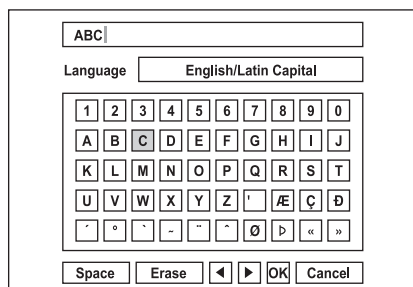 ABC
Language English/Latin Capital
1 2 3 4 5 6 7 8 9 0
A B C D E F G H I J
K L M N O P Q R S T
U V W X Y Z ' Æ Ç Ð
´ ° ` ~ ¨ ^ Ø Þ « »
Space Erase ◀ ▶ OK Cancel